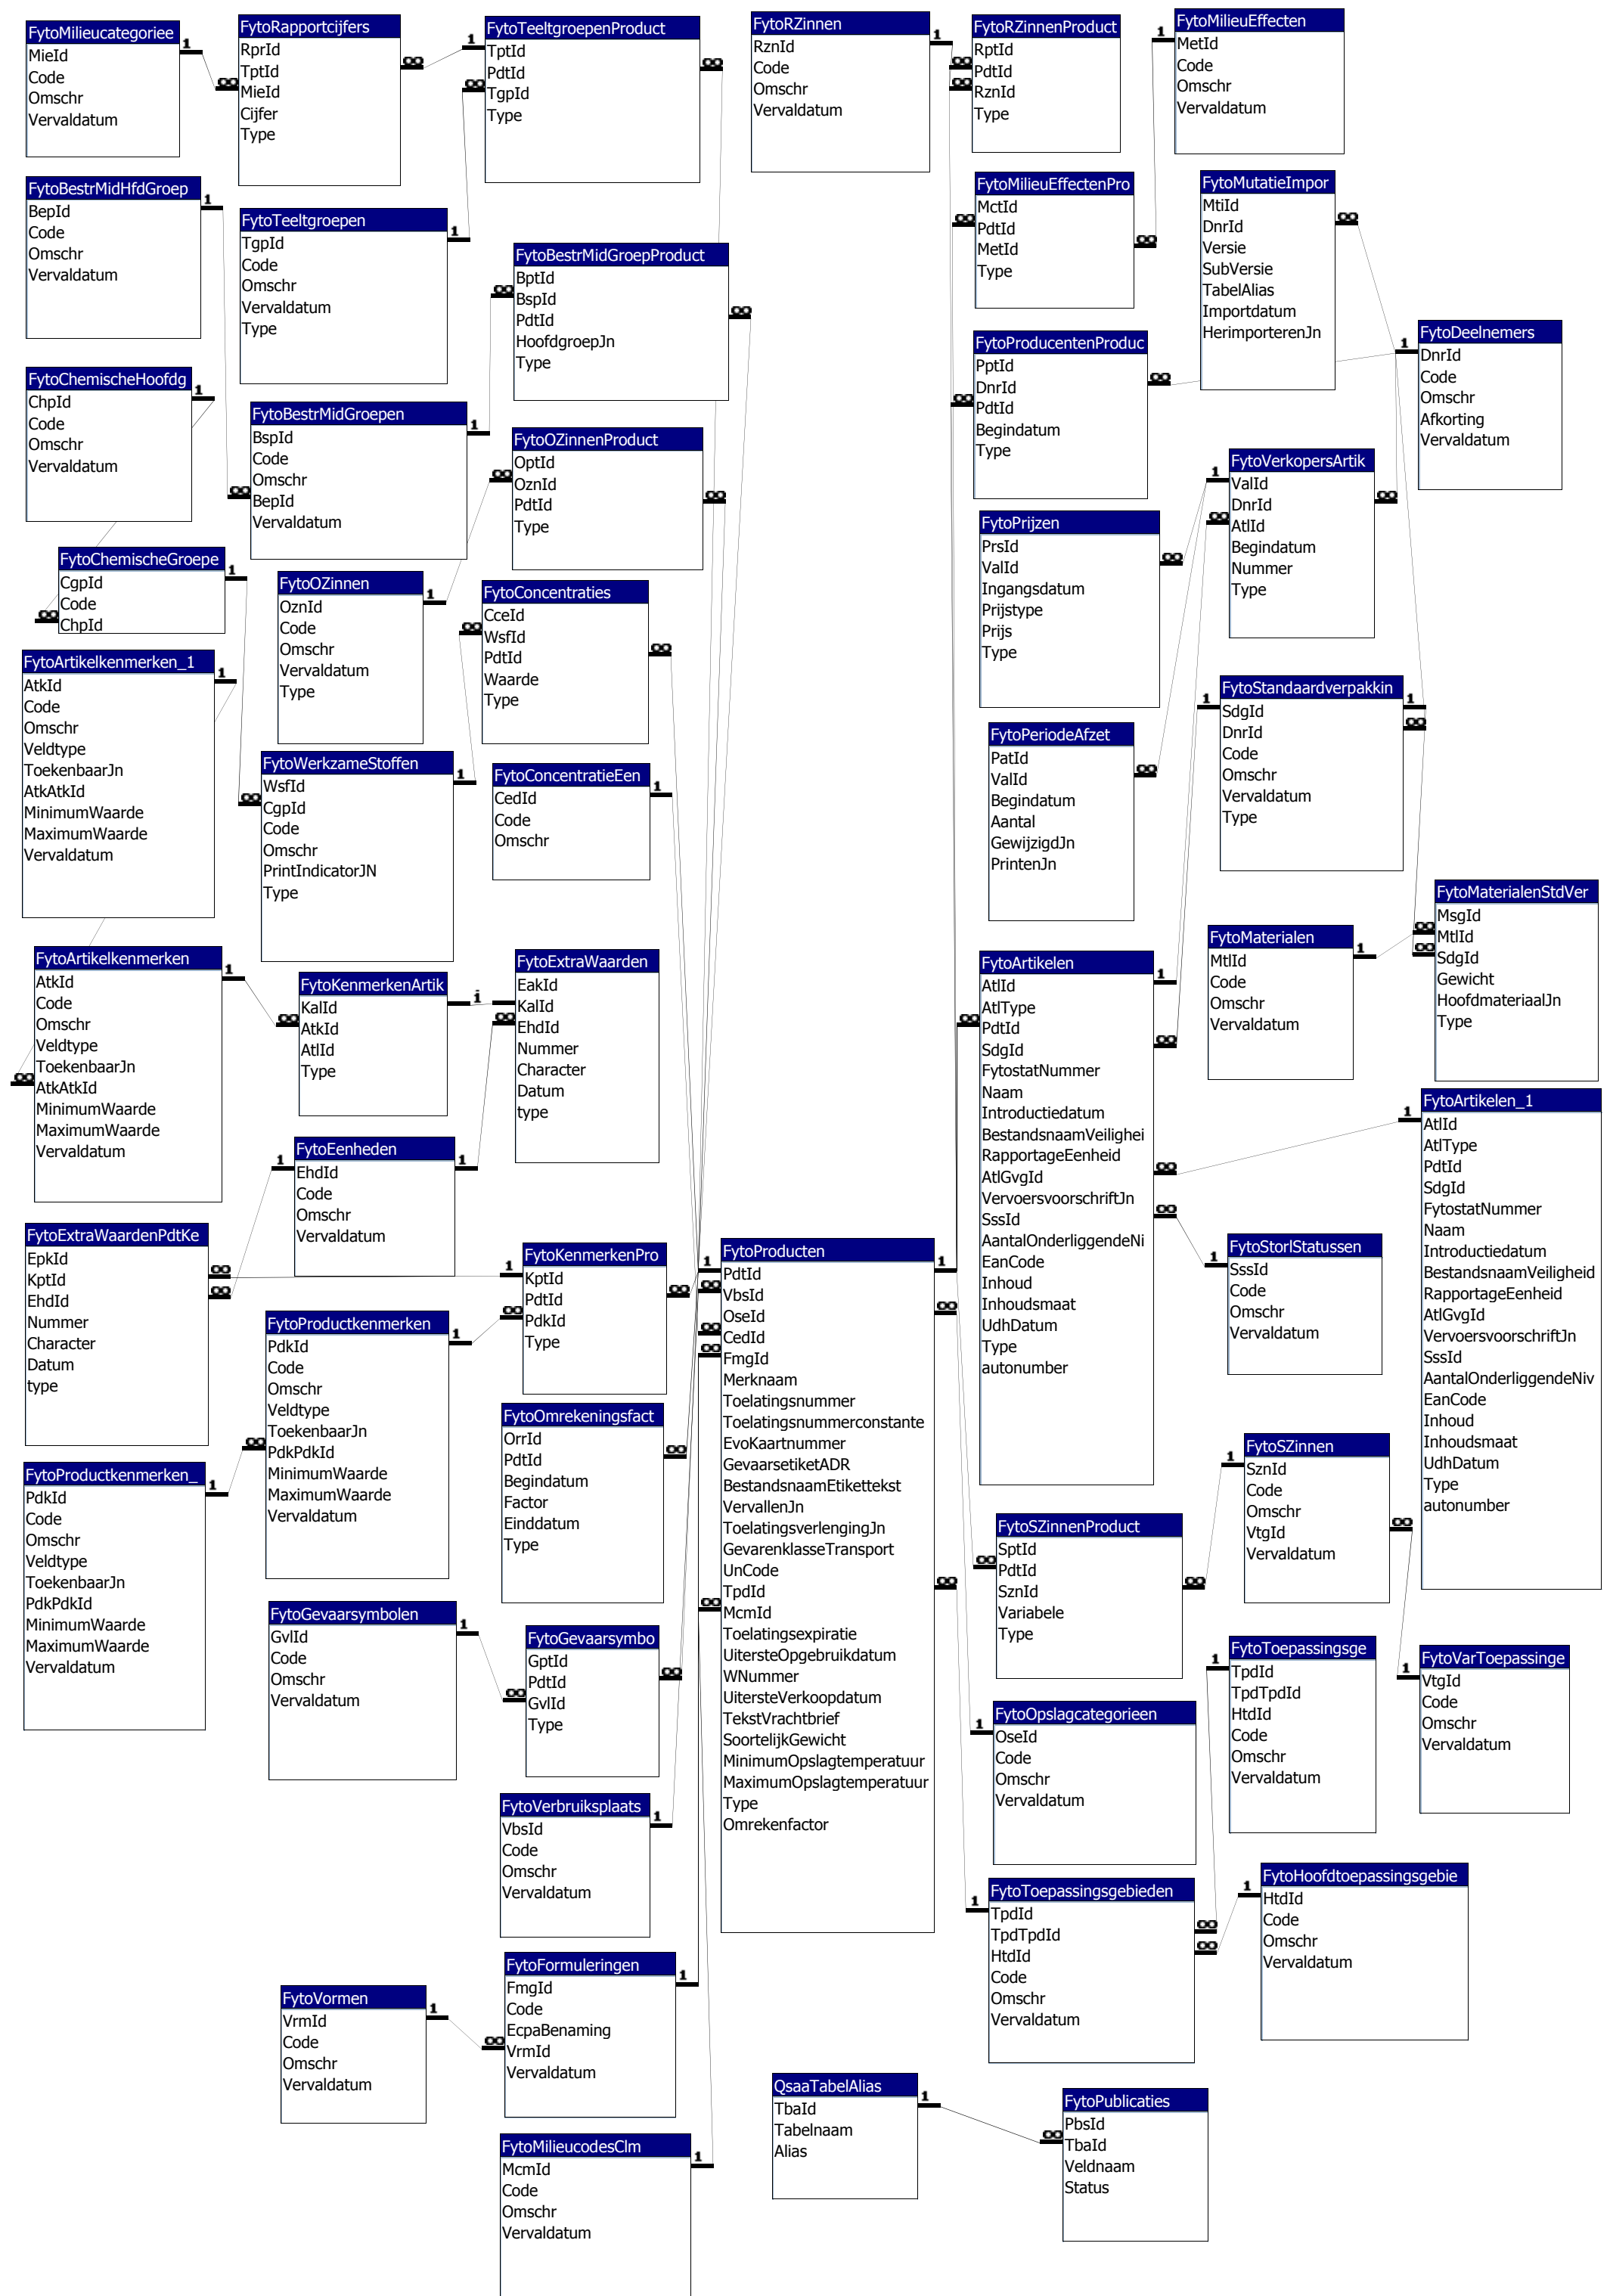 FytoMilieucategoriee
MieId
Code
Omschr
Vervaldatum
FytoRapportcijfers
RprId
TptId
MieId
Cijfer
Type
FytoTeeltgroepenProduct
TptId
PdtId
TgpId
Type
FytoRZinnen
RznId
Code
Omschr
Vervaldatum
FytoRZinnenProduct
RptId
PdtId
RznId
Type
FytoMilieuEffecten
MetId
Code
Omschr
Vervaldatum
FytoBestrMidHfdGroep
BepId
Code
Omschr
Vervaldatum
FytoTeeltgroepen
TgpId
Code
Omschr
Vervaldatum
Type
FytoBestrMidGroepProduct
BptId
BspId
PdtId
HoofdgroepJn
Type
FytoMilieuEffectenPro
MctId
PdtId
MetId
Type
FytoMutatieImpor
MtiId
DnrId
Versie
SubVersie
TabelAlias
Importdatum
HerimporterenJn
FytoDeelnemers
DnrId
Code
Omschr
Afkorting
Vervaldatum
FytoProducentenProduc
PptId
DnrId
PdtId
Begindatum
Type
FytoChemischeHoofdg
ChpId
Code
Omschr
Vervaldatum
FytoBestrMidGroepen
BspId
Code
Omschr
BepId
Vervaldatum
FytoOZinnenProduct
OptId
OznId
PdtId
Type
FytoVerkopersArtik
ValId
DnrId
AtlId
Begindatum
Nummer
Type
FytoPrijzen
PrsId
ValId
Ingangsdatum
Prijstype
Prijs
Type
FytoChemischeGroepe
CgpId
Code
ChpId
FytoOZinnen
OznId
Code
Omschr
Vervaldatum
Type
FytoConcentraties
CceId
WsfId
PdtId
Waarde
Type
FytoArtikelkenmerken_1
AtkId
Code
Omschr
Veldtype
ToekenbaarJn
AtkAtkId
MinimumWaarde
MaximumWaarde
Vervaldatum
FytoStandaardverpakkin
SdgId
DnrId
Code
Omschr
Vervaldatum
Type
FytoPeriodeAfzet
PatId
ValId
Begindatum
Aantal
GewijzigdJn
PrintenJn
FytoWerkzameStoffen
WsfId
CgpId
Code
Omschr
PrintIndicatorJN
Type
FytoConcentratieEen
CedId
Code
Omschr
FytoMaterialenStdVer
MsgId
MtlId
SdgId
Gewicht
HoofdmateriaalJn
Type
FytoMaterialen
MtlId
Code
Omschr
Vervaldatum
FytoArtikelkenmerken
AtkId
Code
Omschr
Veldtype
ToekenbaarJn
AtkAtkId
MinimumWaarde
MaximumWaarde
Vervaldatum
FytoKenmerkenArtik
KalId
AtkId
AtlId
Type
FytoExtraWaarden
EakId
KalId
EhdId
Nummer
Character
Datum
type
FytoArtikelen
AtlId
AtlType
PdtId
SdgId
FytostatNummer
Naam
Introductiedatum
BestandsnaamVeilighei
RapportageEenheid
AtlGvgId
VervoersvoorschriftJn
SssId
AantalOnderliggendeNi
EanCode
Inhoud
Inhoudsmaat
UdhDatum
Type
autonumber
FytoArtikelen_1
AtlId
AtlType
PdtId
SdgId
FytostatNummer
Naam
Introductiedatum
BestandsnaamVeiligheid
RapportageEenheid
AtlGvgId
VervoersvoorschriftJn
SssId
AantalOnderliggendeNiv
EanCode
Inhoud
Inhoudsmaat
UdhDatum
Type
autonumber
FytoEenheden
EhdId
Code
Omschr
Vervaldatum
FytoExtraWaardenPdtKe
EpkId
KptId
EhdId
Nummer
Character
Datum
type
FytoKenmerkenPro
KptId
PdtId
PdkId
Type
FytoProducten
PdtId
VbsId
OseId
CedId
FmgId
Merknaam
Toelatingsnummer
Toelatingsnummerconstante
EvoKaartnummer
GevaarsetiketADR
BestandsnaamEtikettekst
VervallenJn
ToelatingsverlengingJn
GevarenklasseTransport
UnCode
TpdId
McmId
Toelatingsexpiratie
UitersteOpgebruikdatum
WNummer
UitersteVerkoopdatum
TekstVrachtbrief
SoortelijkGewicht
MinimumOpslagtemperatuur
MaximumOpslagtemperatuur
Type
Omrekenfactor
FytoStorlStatussen
SssId
Code
Omschr
Vervaldatum
FytoProductkenmerken
PdkId
Code
Omschr
Veldtype
ToekenbaarJn
PdkPdkId
MinimumWaarde
MaximumWaarde
Vervaldatum
FytoOmrekeningsfact
OrrId
PdtId
Begindatum
Factor
Einddatum
Type
FytoProductkenmerken_
PdkId
Code
Omschr
Veldtype
ToekenbaarJn
PdkPdkId
MinimumWaarde
MaximumWaarde
Vervaldatum
FytoSZinnen
SznId
Code
Omschr
VtgId
Vervaldatum
FytoSZinnenProduct
SptId
PdtId
SznId
Variabele
Type
FytoGevaarsymbolen
GvlId
Code
Omschr
Vervaldatum
FytoGevaarsymbo
GptId
PdtId
GvlId
Type
FytoToepassingsge
TpdId
TpdTpdId
HtdId
Code
Omschr
Vervaldatum
FytoVarToepassinge
VtgId
Code
Omschr
Vervaldatum
FytoOpslagcategorieen
OseId
Code
Omschr
Vervaldatum
FytoVerbruiksplaats
VbsId
Code
Omschr
Vervaldatum
FytoToepassingsgebieden
TpdId
TpdTpdId
HtdId
Code
Omschr
Vervaldatum
FytoHoofdtoepassingsgebie
HtdId
Code
Omschr
Vervaldatum
FytoFormuleringen
FmgId
Code
EcpaBenaming
VrmId
Vervaldatum
FytoVormen
VrmId
Code
Omschr
Vervaldatum
QsaaTabelAlias
TbaId
Tabelnaam
Alias
FytoPublicaties
PbsId
TbaId
Veldnaam
Status
FytoMilieucodesClm
McmId
Code
Omschr
Vervaldatum